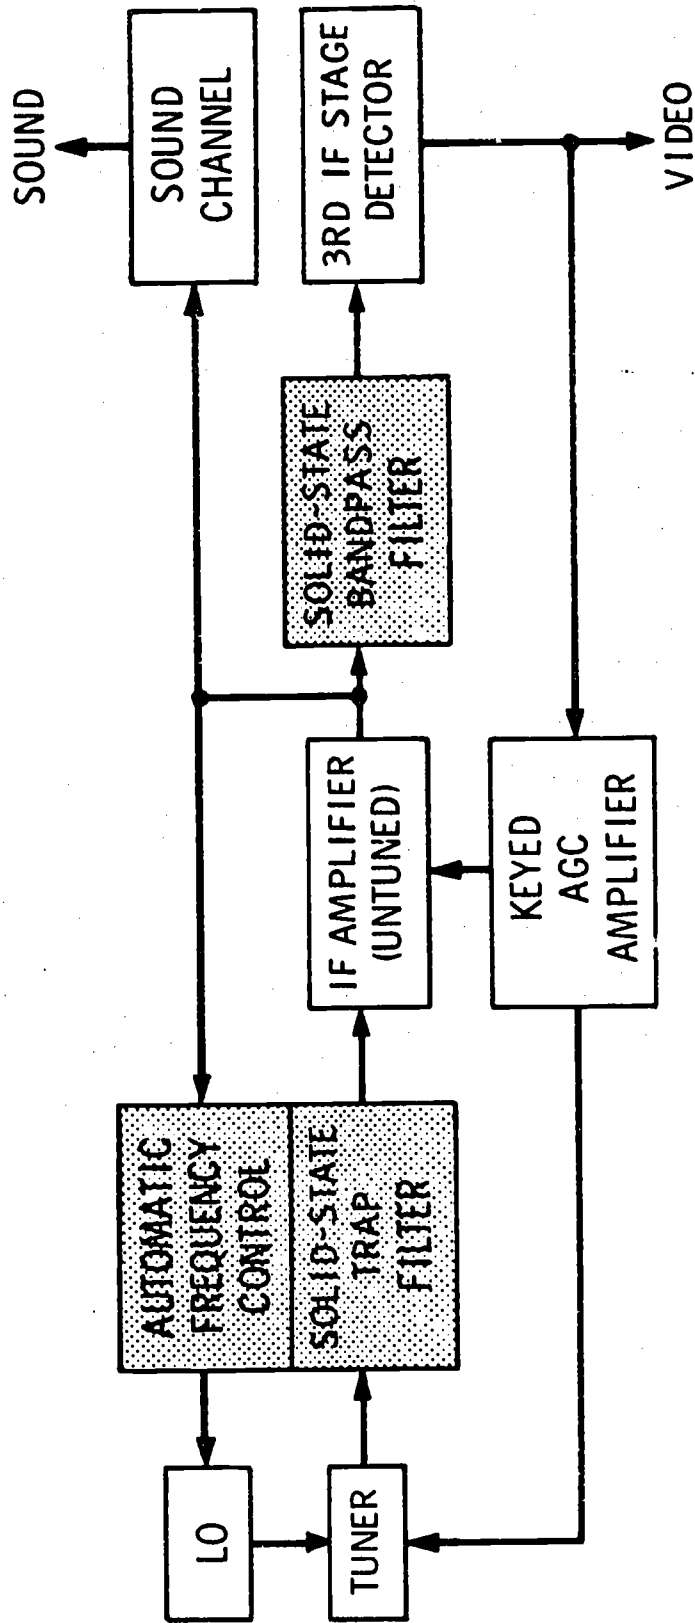 LO
TUNER
AUTOMATIC
FREQUENCY
CONTROL
SOLID-STATE
TRAP
FILTER
IF AMPLIFIER
(UNTUNED)
KEYED
AGC
AMPLIFIER
SOLID-STATE
BANDPASS
FILTER
SOUND
CHANNEL
3RD IF STAGE
DETECTOR
SOUND
VIDEO